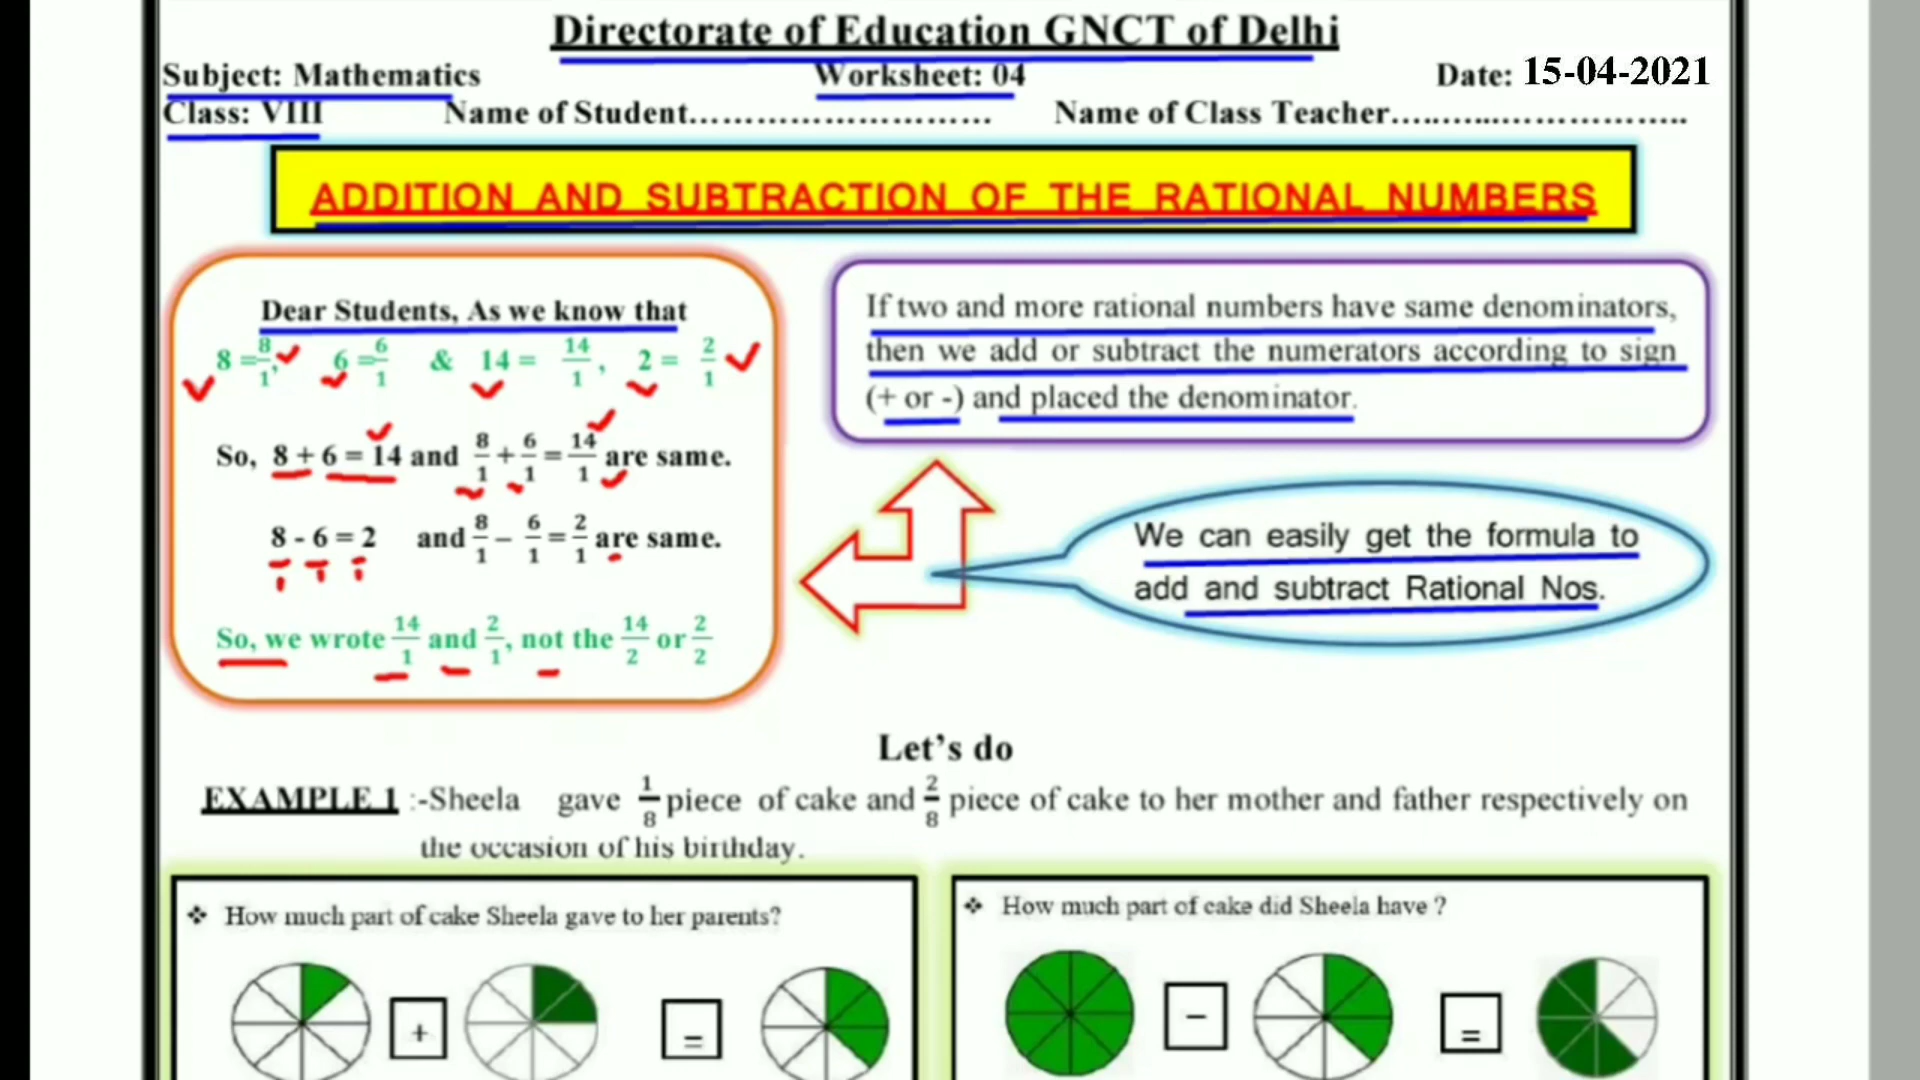 Directorate of Education GNCT of Delhi
Subject: Mathematics Worksheet: 04 Date: 15-04-2021
Class: VIII Name of Student........................... Name of Class Teacher..............................
ADDITION AND SUBTRACTION OF THE RATIONAL NUMBERS
Dear Students, As we know that
8 = 8/1, 6 = 6/1 & 14 = 14/1, 2 = 2/1
So, 8 + 6 = 14 and 8/1 + 6/1 = 14/1 are same.
8 - 6 = 2 and 8/1 − 6/1 = 2/1 are same.
So, we wrote 14/1 and 2/1, not the 14/2 or 2/2
If two and more rational numbers have same denominators,
then we add or subtract the numerators according to sign
(+ or -) and placed the denominator.
We can easily get the formula to
add and subtract Rational Nos.
Let's do
EXAMPLE 1 :-Sheela gave 1/8 piece of cake and 2/8 piece of cake to her mother and father respectively on
the occasion of his birthday.
❖ How much part of cake Sheela gave to her parents?
+ =
❖ How much part of cake did Sheela have ?
− =